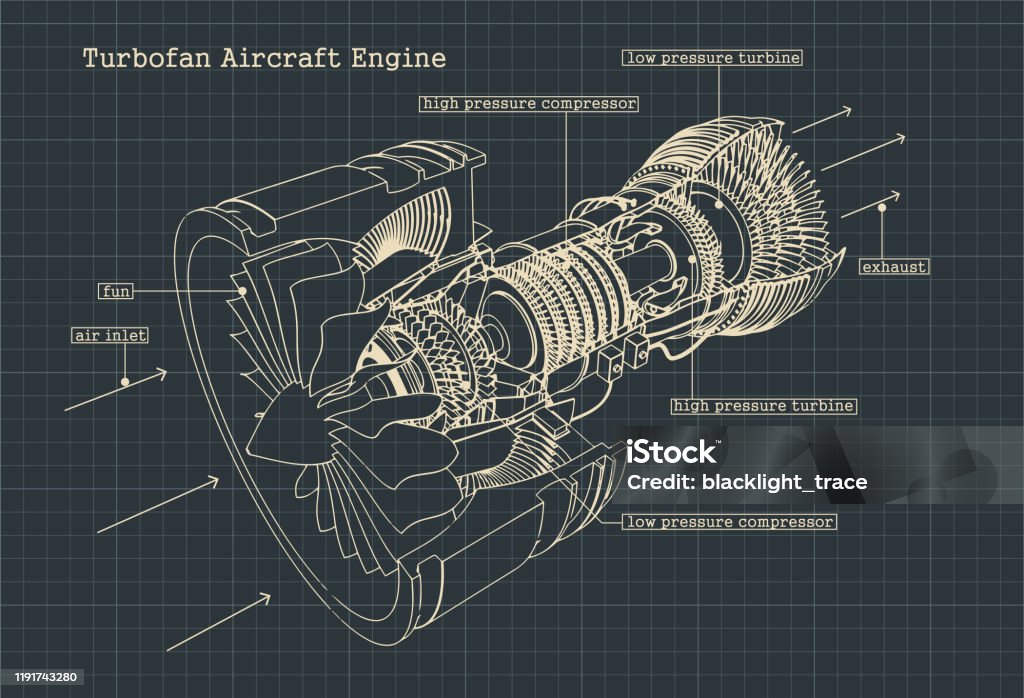 Turbofan Aircraft Engine
low pressure turbine
high pressure compressor
exhaust
fun
air inlet
high pressure turbine
iStock™
Credit: blacklight_trace
low pressure compressor
1191743280